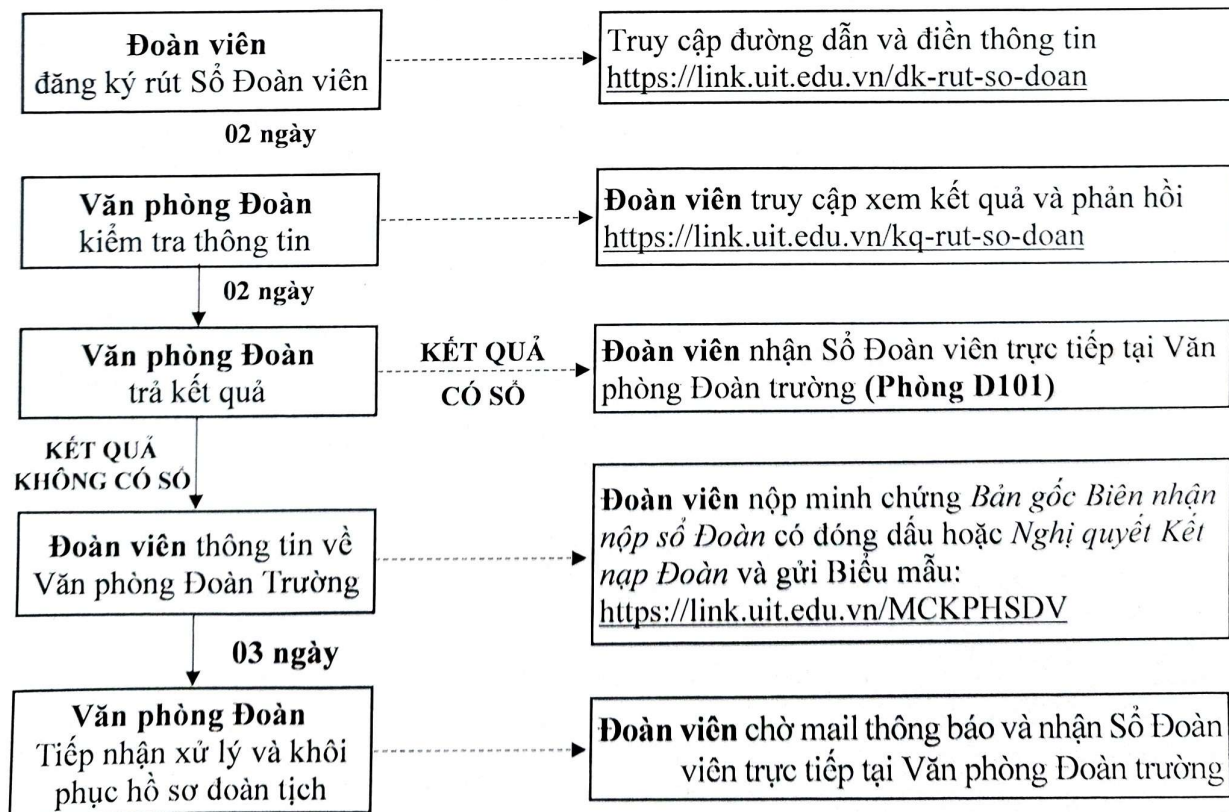 Đoàn viên
đăng ký rút Sổ Đoàn viên
Truy cập đường dẫn và điền thông tin
https://link.uit.edu.vn/dk-rut-so-doan
02 ngày
Văn phòng Đoàn
kiểm tra thông tin
Đoàn viên truy cập xem kết quả và phản hồi
https://link.uit.edu.vn/kq-rut-so-doan
02 ngày
Văn phòng Đoàn
trả kết quả
KẾT QUẢ
CÓ SỔ
Đoàn viên nhận Sổ Đoàn viên trực tiếp tại Văn
phòng Đoàn trường (Phòng D101)
KẾT QUẢ
KHÔNG CÓ SỔ
Đoàn viên thông tin về
Văn phòng Đoàn Trường
Đoàn viên nộp minh chứng Bản gốc Biên nhận
nộp sổ Đoàn có đóng dấu hoặc Nghị quyết Kết
nạp Đoàn và gửi Biểu mẫu:
https://link.uit.edu.vn/MCKPHSDV
03 ngày
Văn phòng Đoàn
Tiếp nhận xử lý và khôi
phục hồ sơ đoàn tịch
Đoàn viên chờ mail thông báo và nhận Sổ Đoàn
viên trực tiếp tại Văn phòng Đoàn trường